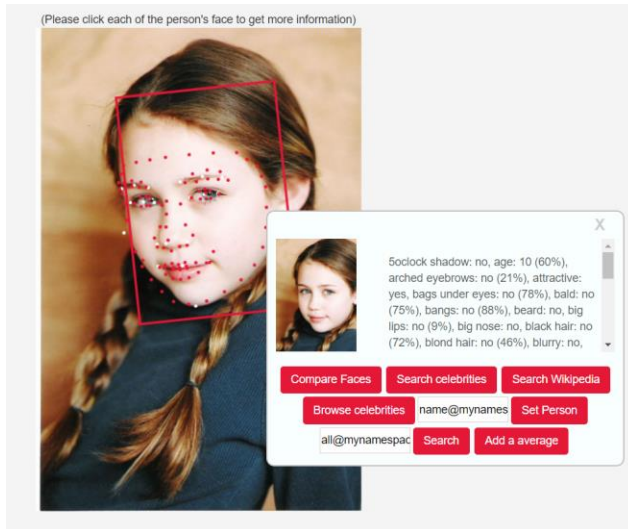 (Please click each of the person's face to get more information)
X
5oclock shadow: no, age: 10 (60%),
arched eyebrows: no (21%), attractive:
yes, bags under eyes: no (78%), bald: no
(75%), bangs: no (88%), beard: no, big
lips: no (9%), big nose: no, black hair: no
(72%), blond hair: no (46%), blurry: no,
Compare Faces Search celebrities Search Wikipedia
Browse celebrities name@mynames Set Person
all@mynamespac Search Add a average